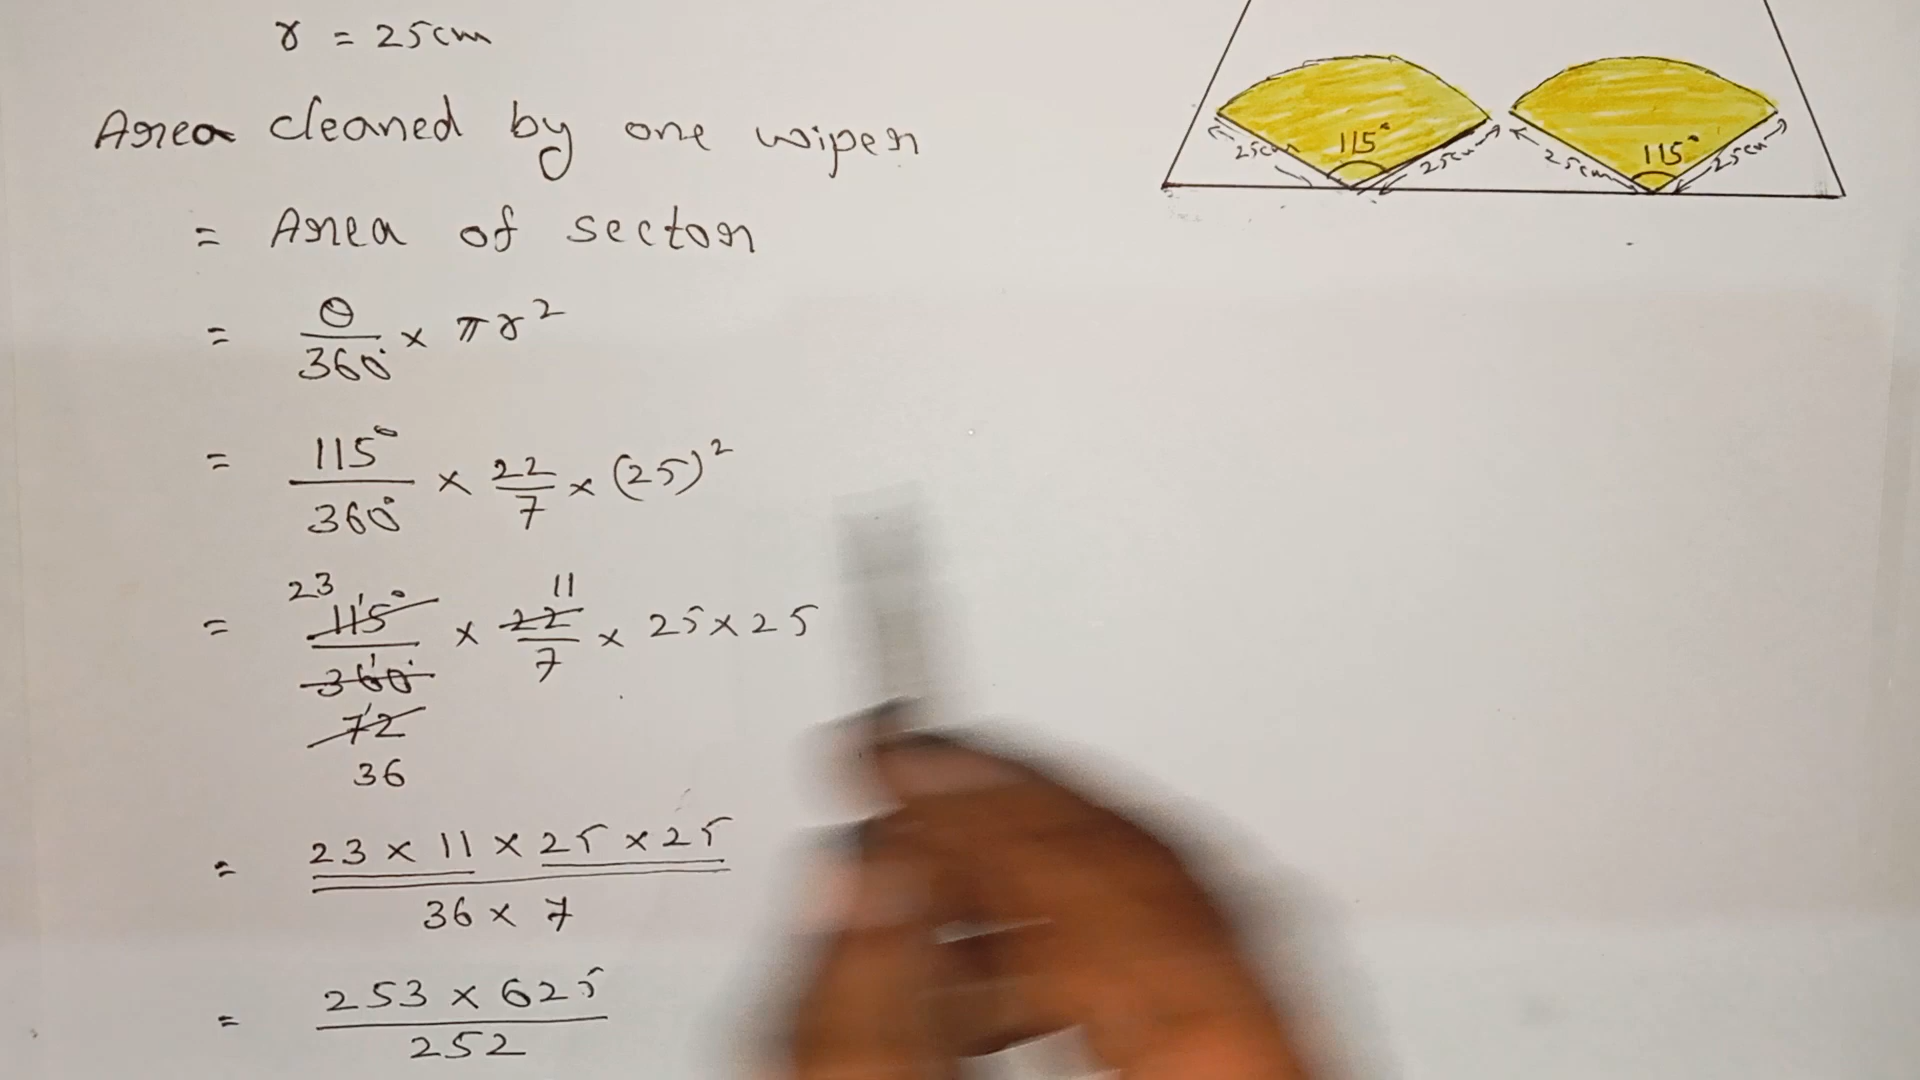 r = 25cm
Area cleaned by one wiper
= Area of sector
= θ/360° × πr²
= 115°/360° × 22/7 × (25)²
= 23 115°/360° 72 36 × 11 22/7 × 25 × 25
= 23 × 11 × 25 × 25 / 36 × 7
= 253 × 625 / 252
115° 115°
25cm 25cm 25cm 25cm